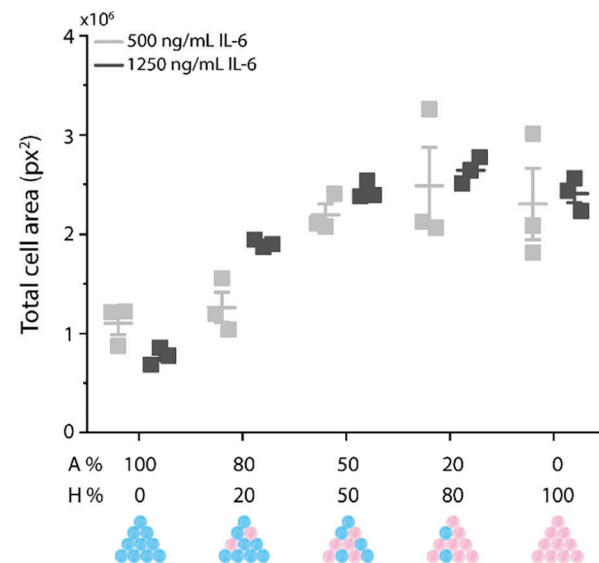 ×10⁶
4
500 ng/mL IL-6
1250 ng/mL IL-6
3
2
1
0
Total cell area (px²)
A % 100 80 50 20 0
H % 0 20 50 80 100